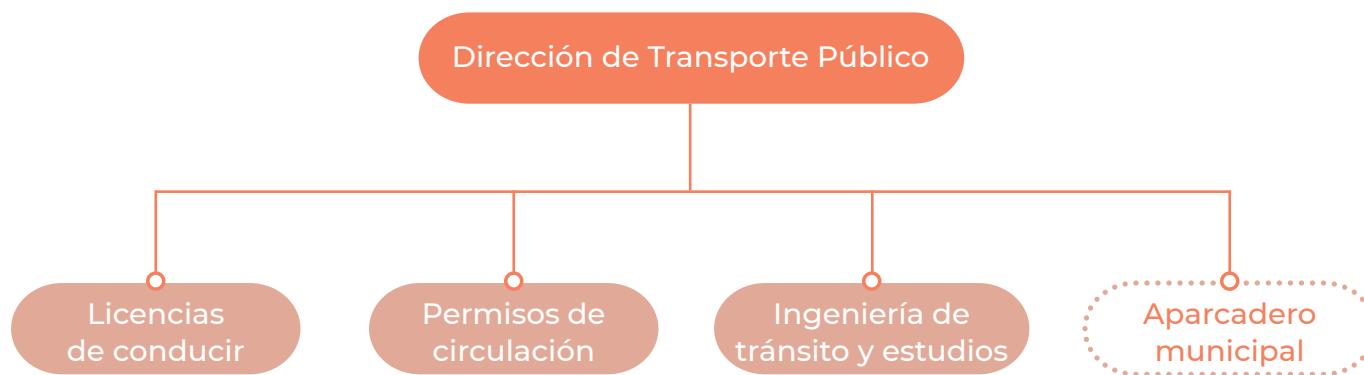 Dirección de Transporte Público
Licencias
de conducir
Permisos de
circulación
Ingeniería de
tránsito y estudios
Aparcadero
municipal